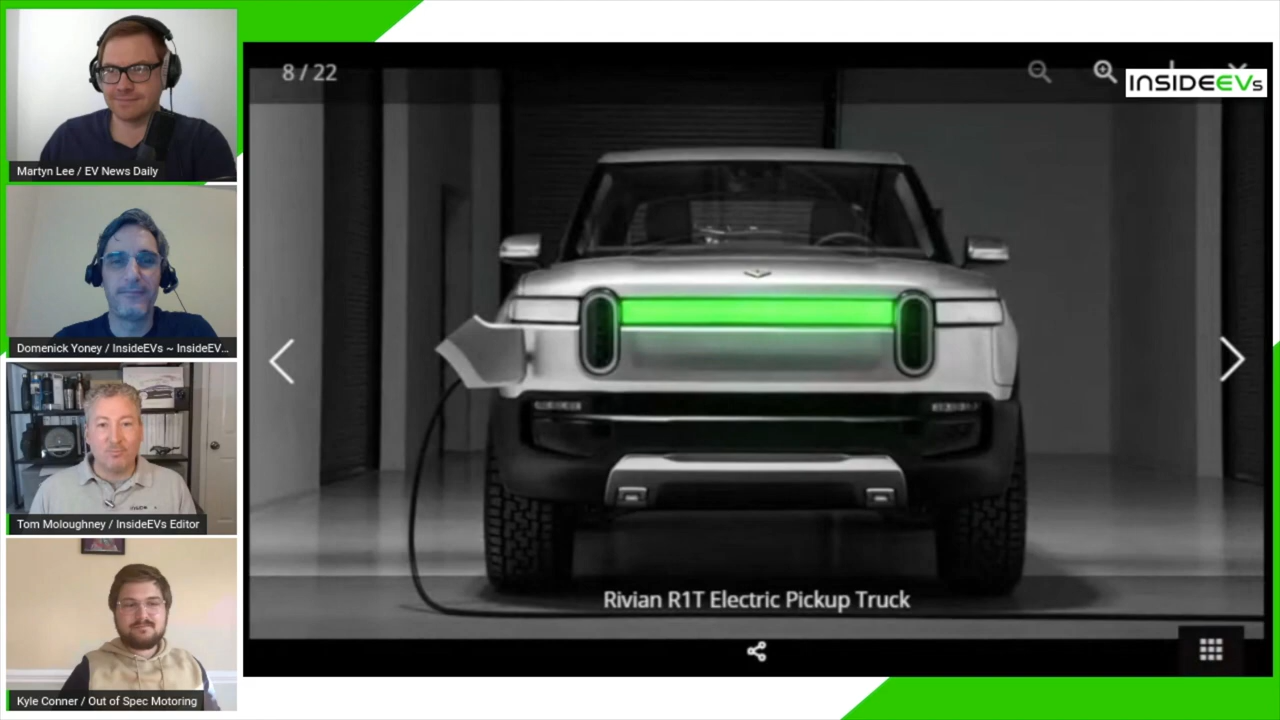 Martyn Lee / EV News Daily
Domenick Yoney / InsideEVs ~ InsideEV...
Tom Moloughney / InsideEVs Editor
Kyle Conner / Out of Spec Motoring
8 / 22
INSIDEEVs
Rivian R1T Electric Pickup Truck